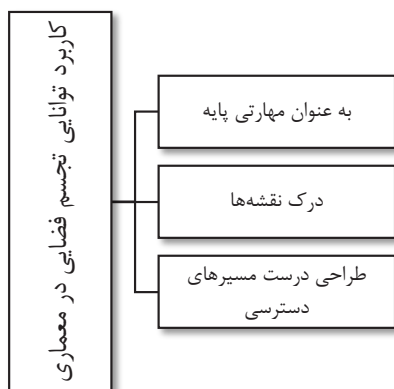 کاربرد توانایی تجسم فضایی در معماری
به عنوان مهارتی پایه
درک نقشه‌ها
طراحی درست مسیرهای
دسترسی